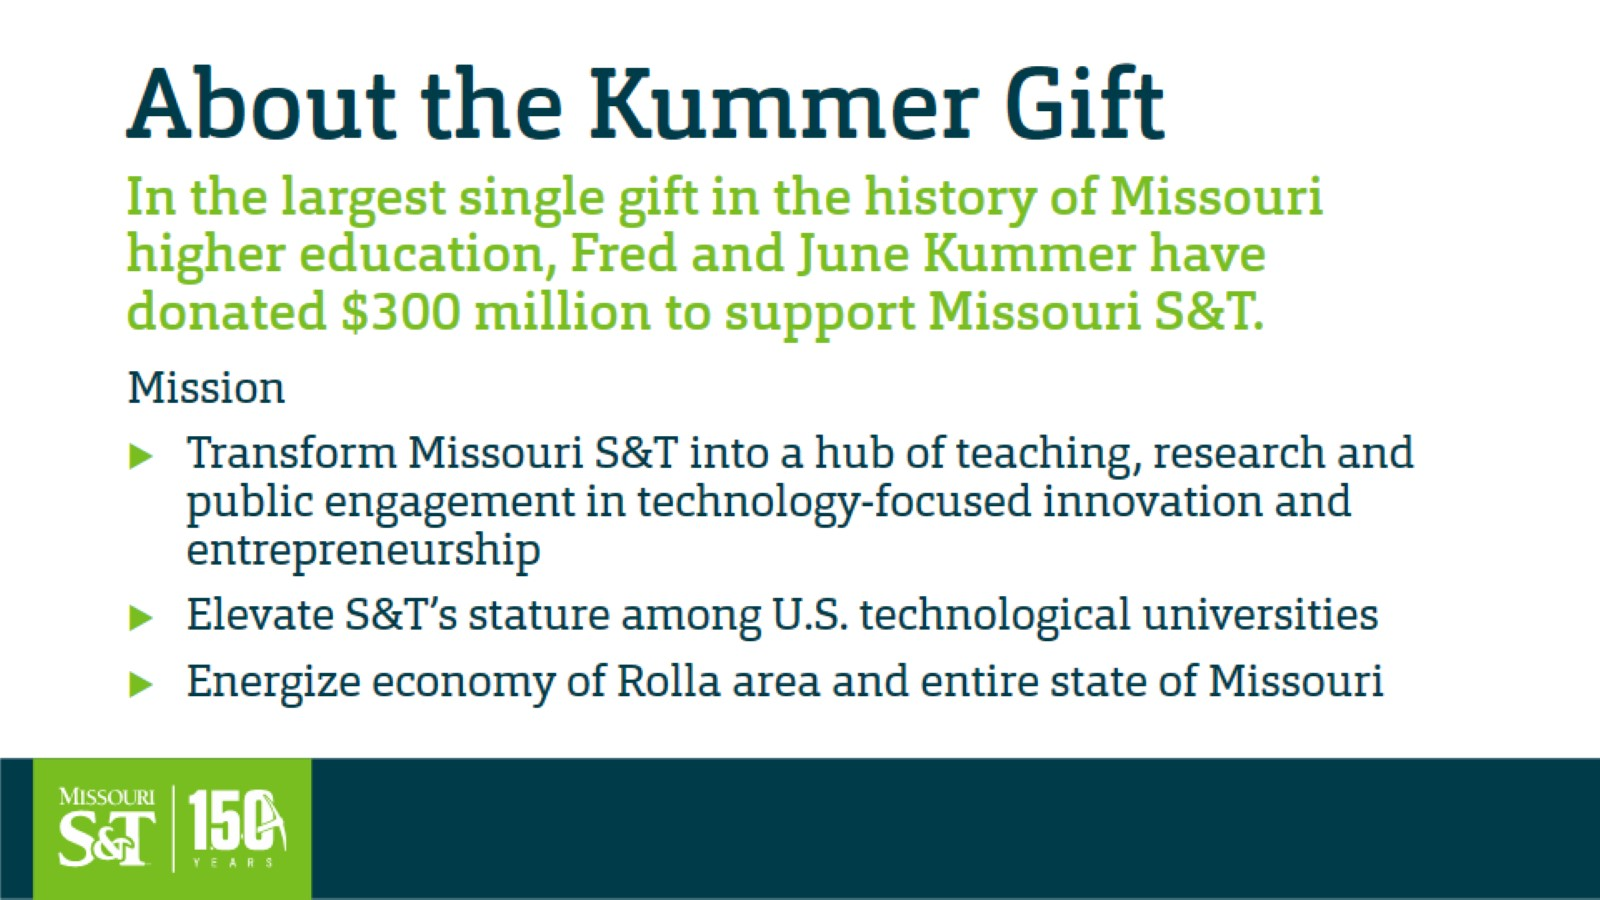 About the Kummer Gift
In the largest single gift in the history of Missouri
higher education, Fred and June Kummer have
donated $300 million to support Missouri S&T.
Mission
Transform Missouri S&T into a hub of teaching, research and
public engagement in technology-focused innovation and
entrepreneurship
Elevate S&T’s stature among U.S. technological universities
Energize economy of Rolla area and entire state of Missouri
MISSOURI
S&T
150
YEARS